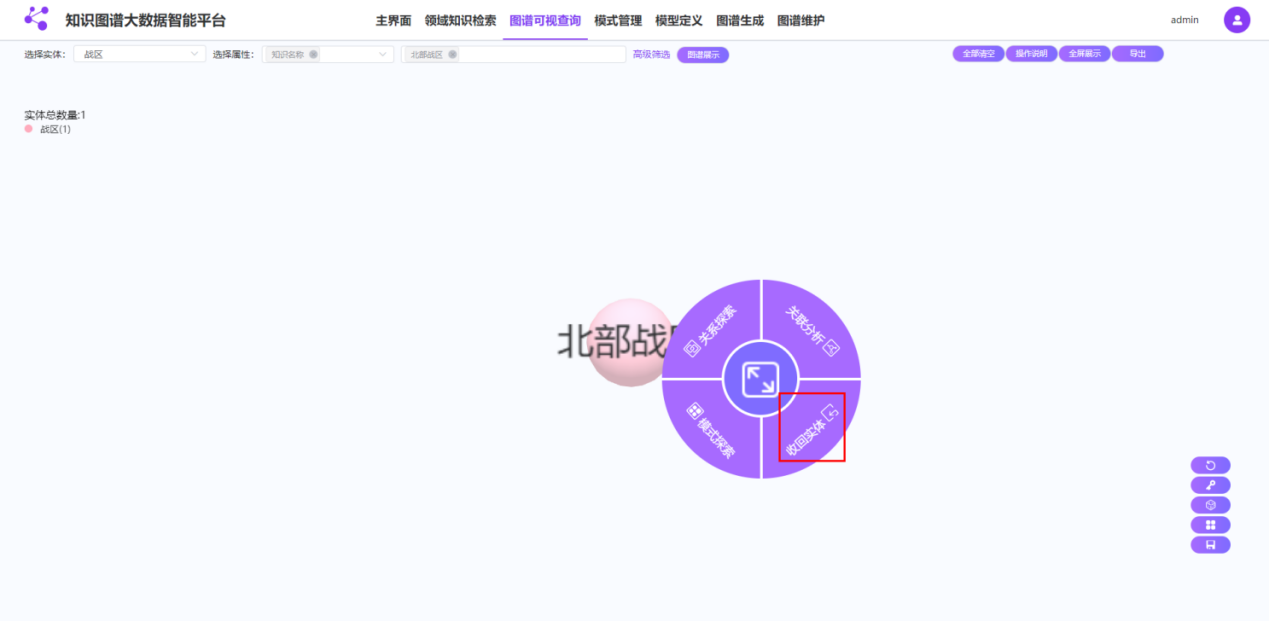 知识图谱大数据智能平台
主界面 领域知识检索 图谱可视查询 模式管理 模型定义 图谱生成 图谱维护
admin
选择实体: 战区 选择属性: 知识名称 北部战区 高级筛选 图谱展示
全部清空 操作说明 全屏展示 导出
实体总数量:1
战区(1)
北部战
关系探索
关联分析
模式探索
收回实体